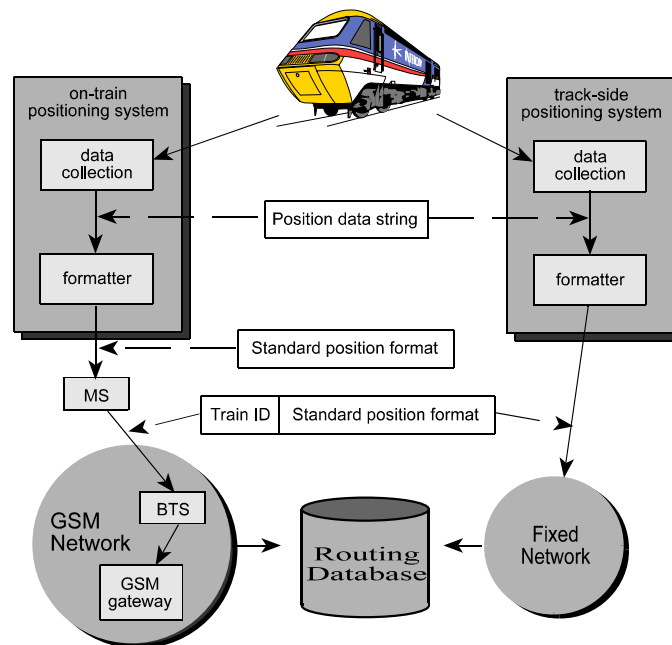 on-train
positioning system
track-side
positioning system
data
collection
data
collection
Position data string
formatter
formatter
Standard position format
MS
Train ID
Standard position format
GSM
Network
BTS
GSM
gateway
Routing
Database
Fixed
Network